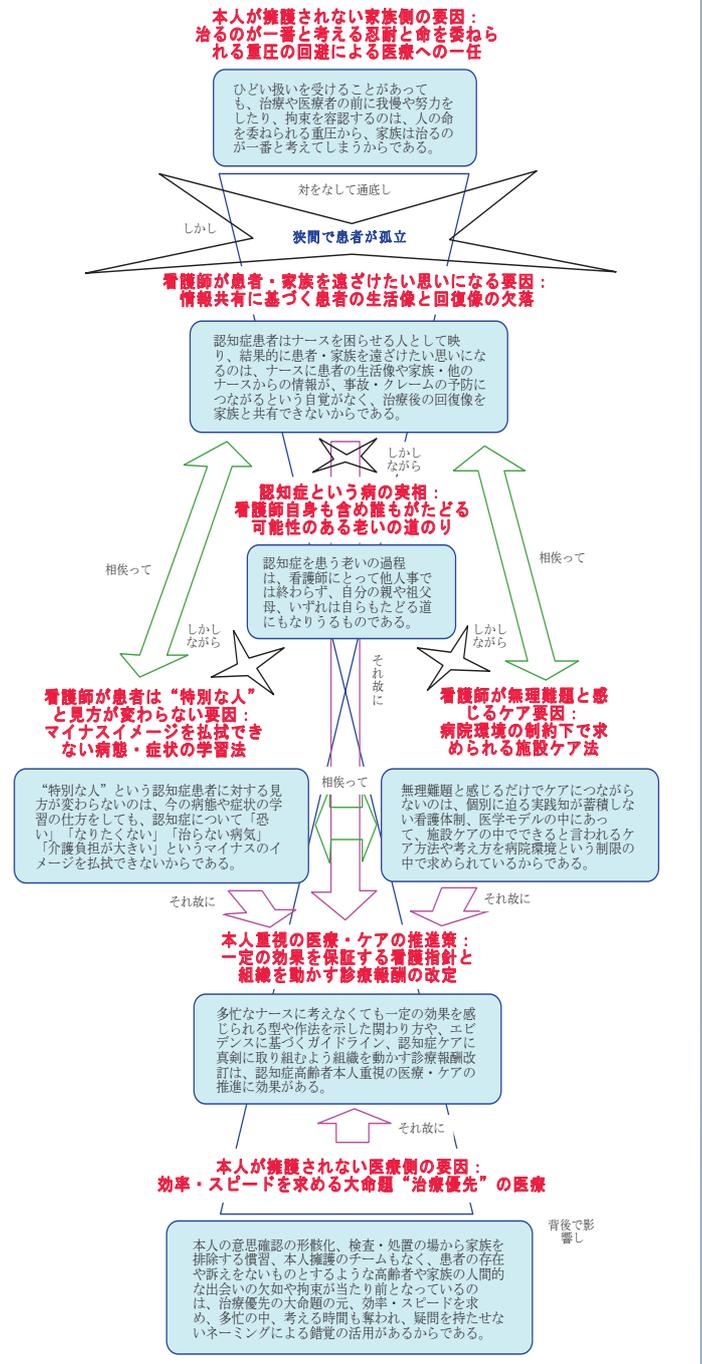 本人が擁護されない家族側の要因：
治るのが一番と考える忍耐と命を委ねら
れる重圧の回避による医療への一任
ひどい扱いを受けることがあって
も、治療や医療者の前に我慢や努力を
したり、拘束を容認するのは、人の命
を委ねられる重圧から、家族は治るの
が一番と考えてしまうからである。
対をなして通底し
しかし
狭間で患者が孤立
看護師が患者・家族を遠ざけたい思いになる要因：
情報共有に基づく患者の生活像と回復像の欠落
認知症患者はナースを困らせる人として映
り、結果的に患者・家族を遠ざけたい思いにな
るのは、ナースに患者の生活像や家族・他の
ナースからの情報が、事故・クレームの予防に
つながるという自覚がなく、治療後の回復像を
家族と共有できないからである。
しかし
ながら
認知症という病の実相：
看護師自身も含め誰もがたどる
可能性のある老いの道のり
相俟って
相俟って
認知症を患う老いの過程
は、看護師にとって他人事で
は終わらず、自分の親や祖父
母、いずれは自らもたどる道
にもなりうるものである。
しかし
ながら
しかし
ながら
それ故に
看護師が患者は“特別な人”
と見方が変わらない要因：
マイナスイメージを払拭でき
ない病態・症状の学習法
看護師が無理難題と感
じるケア要因：
病院環境の制約下で求
められる施設ケア法
相俟って
“特別な人”という認知症患者に対する見
方が変わらないのは、今の病態や症状の学
習の仕方をしても、認知症について「恐
い」「なりたくない」「治らない病気」
「介護負担が大きい」というマイナスのイ
メージを払拭できないからである。
無理難題と感じるだけでケアにつながら
ないのは、個別に迫る実践知が蓄積しな
い看護体制、医学モデルの中にあっ
て、施設ケアの中でできると言われるケ
ア方法や考え方を病院環境という制限の
中で求められているからである。
それ故に
それ故に
本人重視の医療・ケアの推進策：
一定の効果を保証する看護指針と
組織を動かす診療報酬の改定
多忙なナースに考えなくても一定の効果を感
じられる型や作法を示した関わり方や、エビ
デンスに基づくガイドライン、認知症ケアに
真剣に取り組むよう組織を動かす診療報酬改
訂は、認知症高齢者本人重視の医療・ケアの
推進に効果がある。
それ故に
本人が擁護されない医療側の要因：
効率・スピードを求める大命題“治療優先”の医療
背後で影
響し
本人の意思確認の形骸化、検査・処置の場から家族を
排除する慣習、本人擁護のチームもなく、患者の存在
や訴えをないものとするような高齢者や家族の人間的
な出会いの欠如や拘束が当たり前となっているの
は、治療優先の大命題の元、効率・スピードを求
め、多忙の中、考える時間も奪われ、疑問を持たせな
いネーミングによる錯覚の活用があるからである。